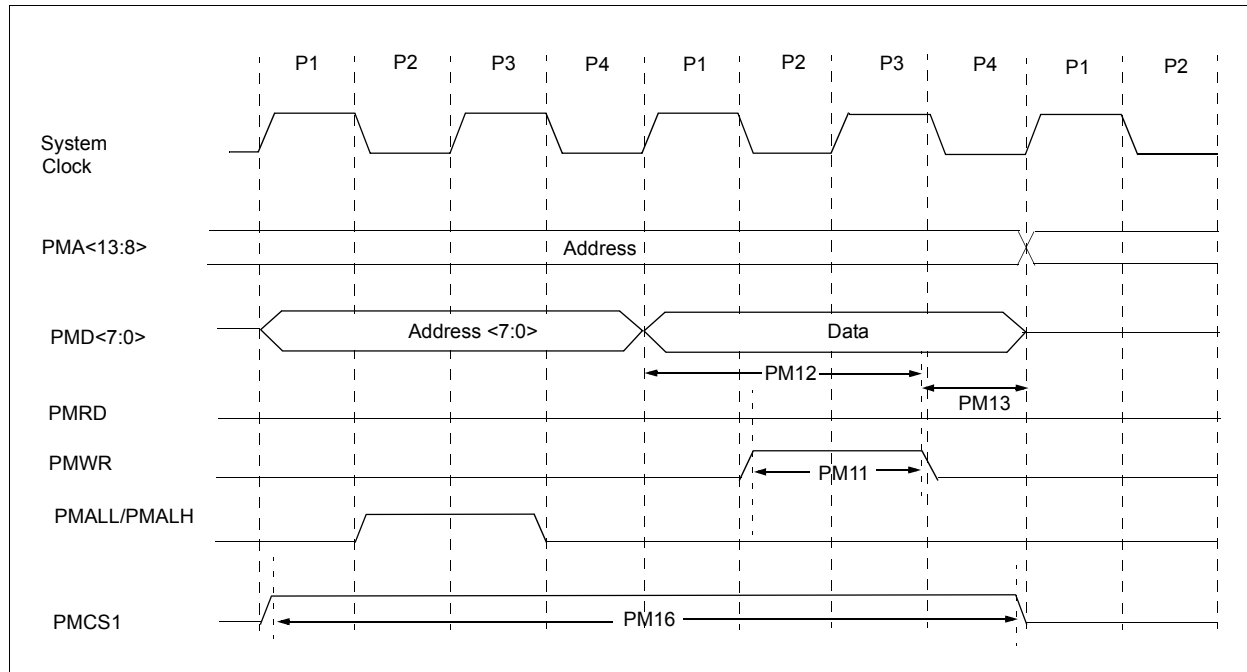 P1 P2 P3 P4 P1 P2 P3 P4 P1 P2
System
Clock
PMA<13:8>
Address
PMD<7:0>
Address <7:0>
Data
PM12
PM13
PMRD
PMWR
PM11
PMALL/PMALH
PMCS1
PM16